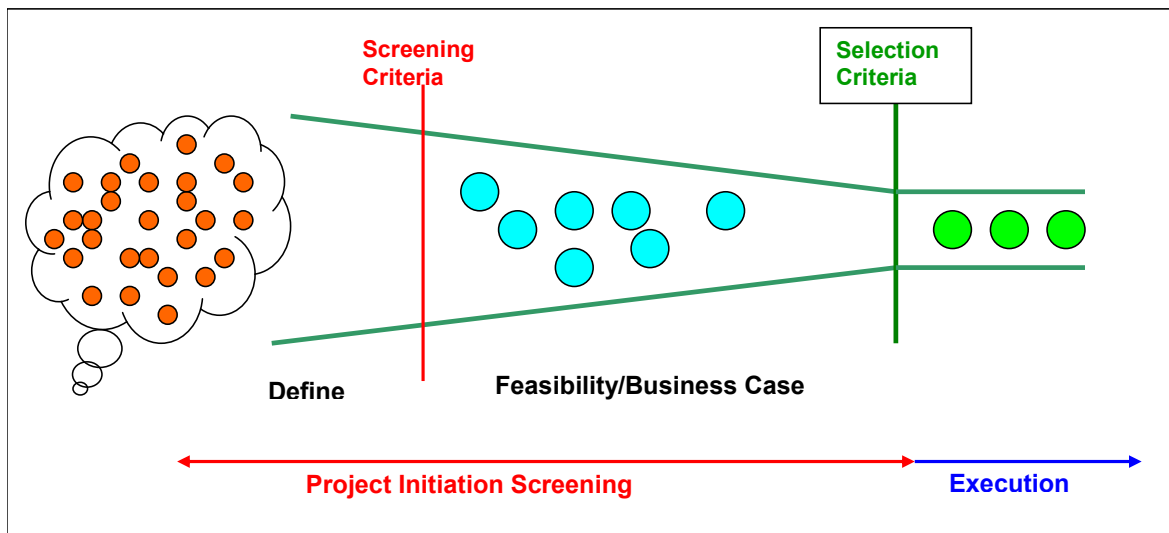 Screening
Criteria
Selection
Criteria
Define
Feasibility/Business Case
Project Initiation Screening
Execution